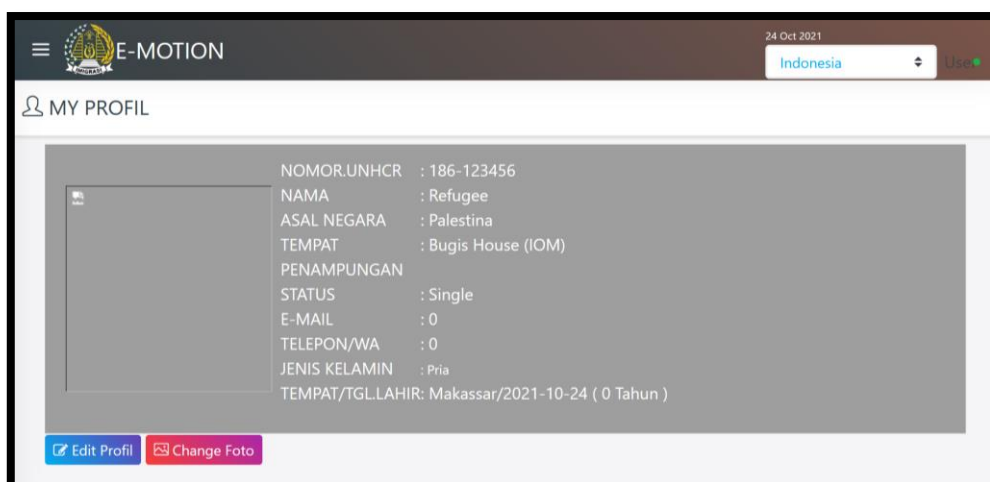 24 Oct 2021
E-MOTION
Indonesia
IMIGRASI
MY PROFIL
NOMOR.UNHCR : 186-123456
NAMA : Refugee
ASAL NEGARA : Palestina
TEMPAT : Bugis House (IOM)
PENAMPUNGAN
STATUS : Single
E-MAIL : 0
TELEPON/WA : 0
JENIS KELAMIN : Pria
TEMPAT/TGL.LAHIR: Makassar/2021-10-24 ( 0 Tahun )
Edit Profil Change Foto